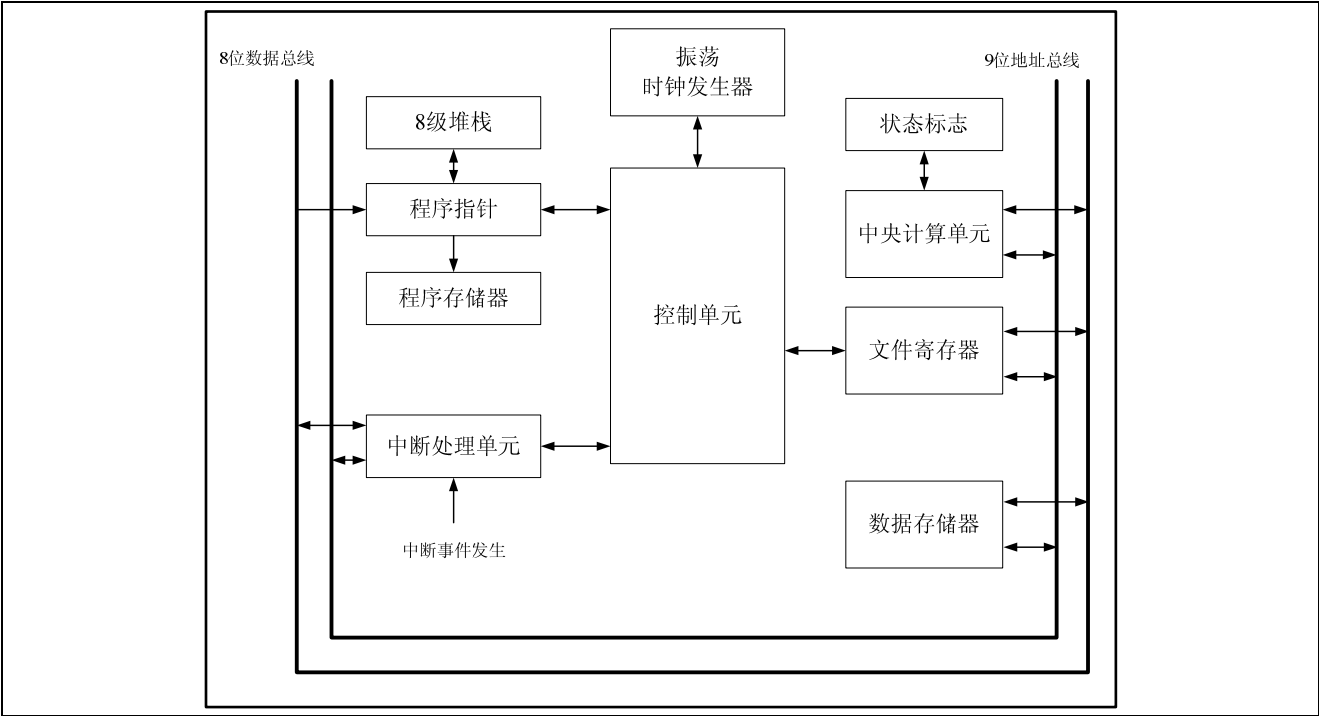 8位数据总线
9位地址总线
振荡
时钟发生器
8级堆栈
状态标志
程序指针
中央计算单元
程序存储器
控制单元
文件寄存器
中断处理单元
数据存储器
中断事件发生